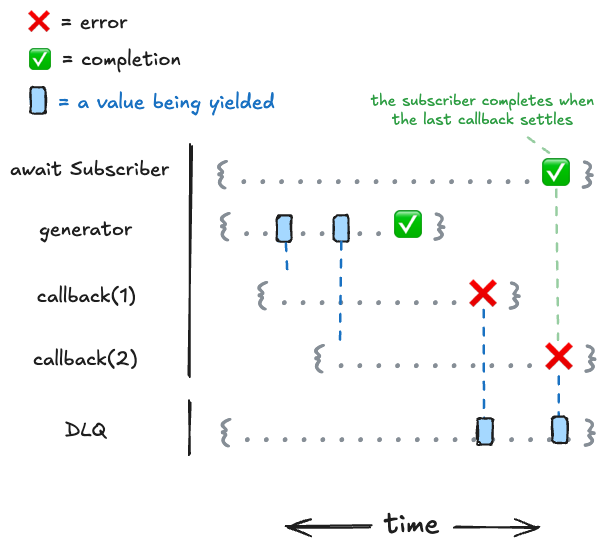 = error
= completion
= a value being yielded
the subscriber completes when
the last callback settles
await Subscriber
generator
callback(1)
callback(2)
DLQ
time